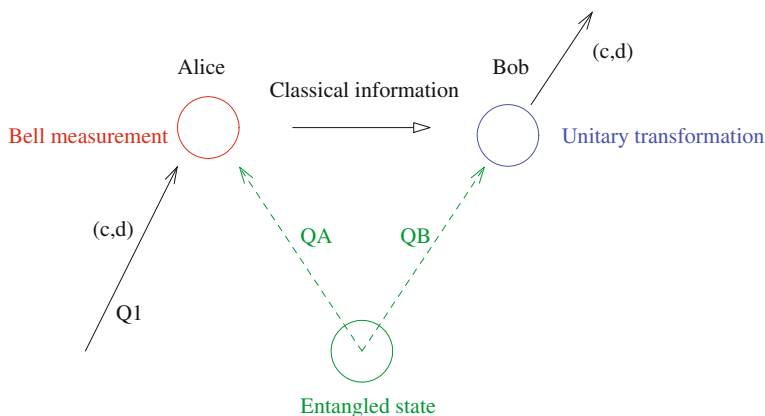 (c,d)
Alice
Bob
Classical information
Bell measurement
Unitary transformation
(c,d)
QA
QB
Q1
Entangled state